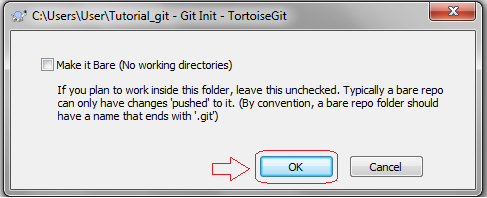 C:\Users\User\Tutorial_git - Git Init - TortoiseGit
Make it Bare (No working directories)
If you plan to work inside this folder, leave this unchecked. Typically a bare repo
can only have changes 'pushed' to it. (By convention, a bare repo folder should
have a name that ends with '.git')
OK
Cancel